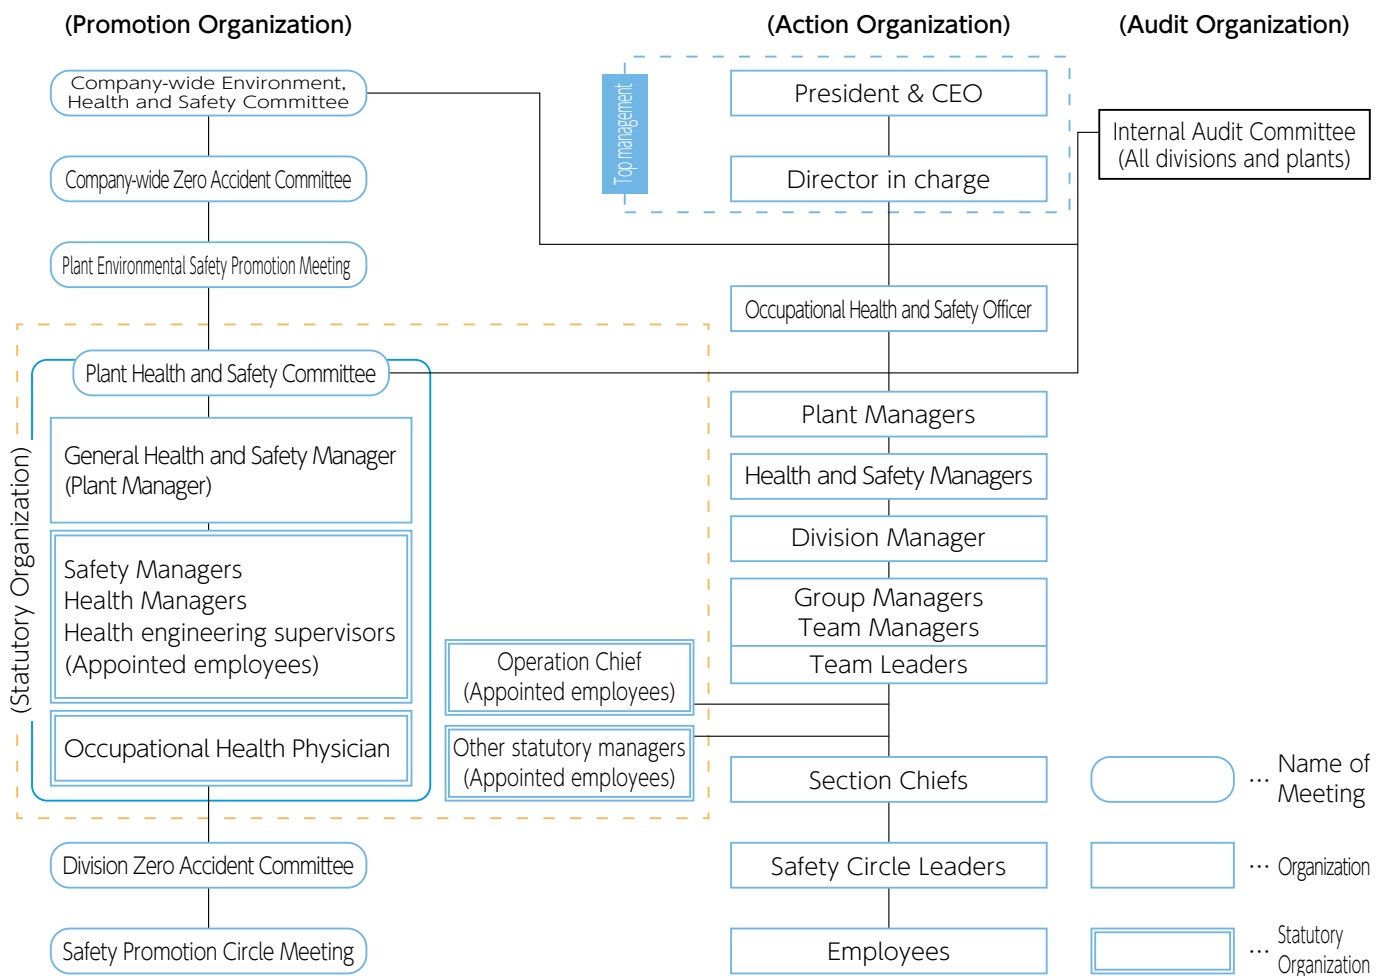 (Promotion Organization)
(Action Organization)
(Audit Organization)
Company-wide Environment,
Health and Safety Committee
Company-wide Zero Accident Committee
Plant Environmental Safety Promotion Meeting
(Statutory Organization)
Plant Health and Safety Committee
General Health and Safety Manager
(Plant Manager)
Safety Managers
Health Managers
Health engineering supervisors
(Appointed employees)
Occupational Health Physician
Division Zero Accident Committee
Safety Promotion Circle Meeting
Operation Chief
(Appointed employees)
Other statutory managers
(Appointed employees)
Top management
President & CEO
Director in charge
Occupational Health and Safety Officer
Plant Managers
Health and Safety Managers
Division Manager
Group Managers
Team Managers
Team Leaders
Section Chiefs
Safety Circle Leaders
Employees
Internal Audit Committee
(All divisions and plants)
… Name of
Meeting
… Organization
… Statutory
Organization